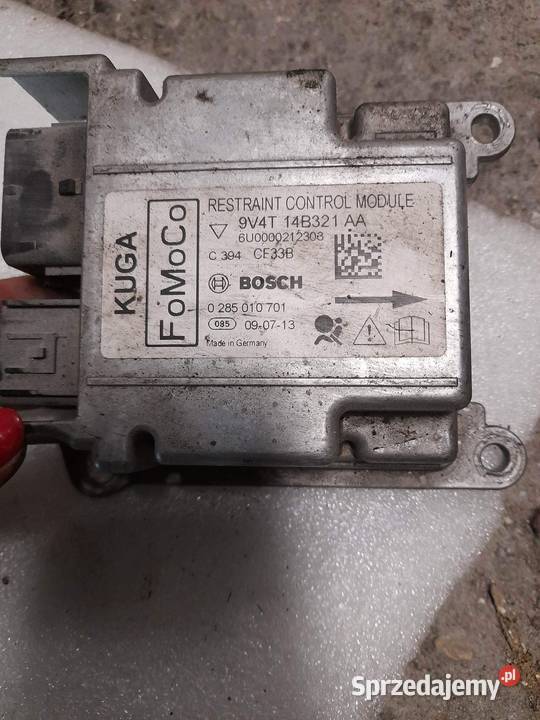 KUGA
FoMoCo
RESTRAINT CONTROL MODULE
9V4T 14B321 AA
6U0000212308
C 394 CF33B
BOSCH
0 285 010 701
085 09-07-13
Made in Germany
Sprzedajemy.pl